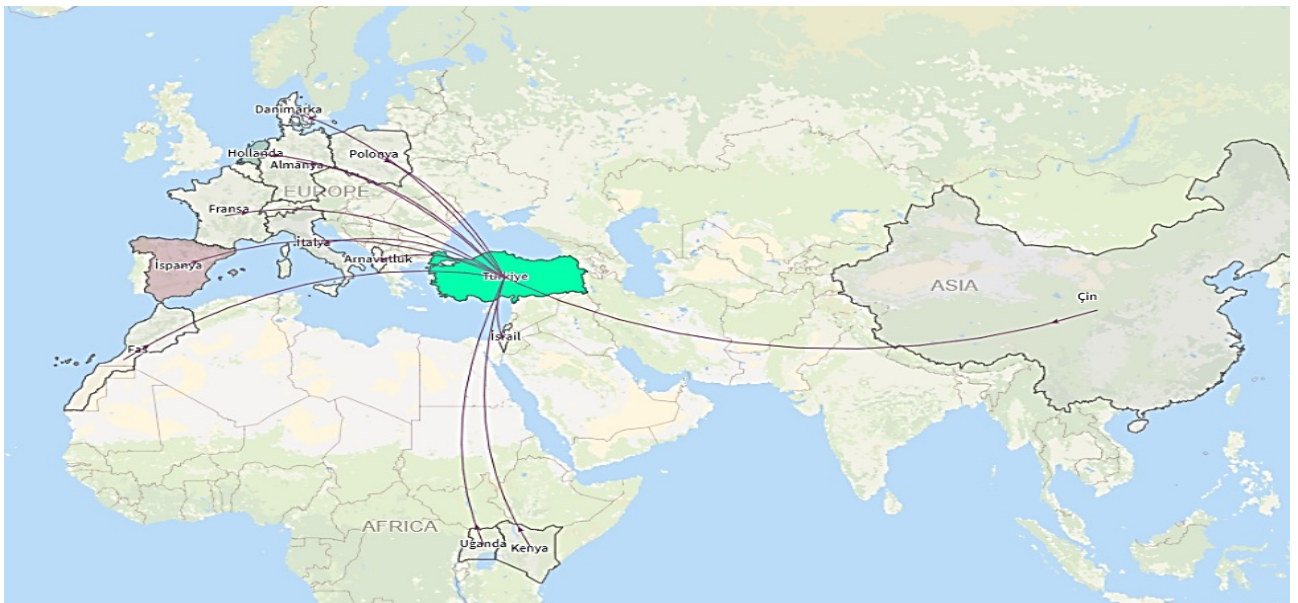 Danimarka
Hollanda
Polonya
Almanya
EUROPE
Fransa
İtalya
İspanya
Arnavutluk
Türkiye
ASIA
Çin
İsrail
Fas
AFRICA
Uganda
Kenya